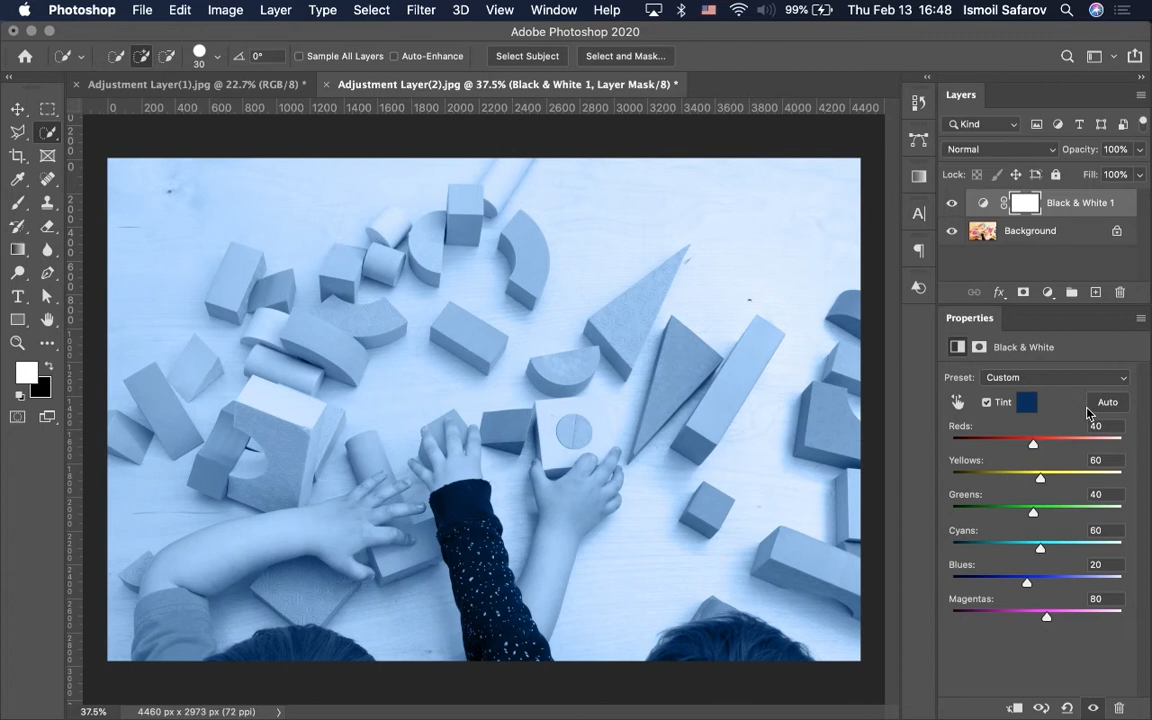 Photoshop File Edit Image Layer Type Select Filter 3D View Window Help 99% Thu Feb 13 16:48 Ismoil Safarov
Adobe Photoshop 2020
30 0° Sample All Layers Auto-Enhance Select Subject Select and Mask...
Adjustment Layer(1).jpg @ 22.7% (RGB/8) * Adjustment Layer(2).jpg @ 37.5% (Black & White 1, Layer Mask/8) *
0 200 400 600 800 1000 1200 1400 1600 1800 2000 2200 2400 2600 2800 3000 3200 3400 3600 3800 4000 4200 4400
Layers
Kind
Normal Opacity: 100%
Lock: Fill: 100%
Black & White 1
Background
Properties
Black & White
Preset: Custom
Tint Auto
Reds: 40
Yellows: 60
Greens: 40
Cyans: 60
Blues: 20
Magentas: 80
37.5% 4460 px x 2973 px (72 ppi)